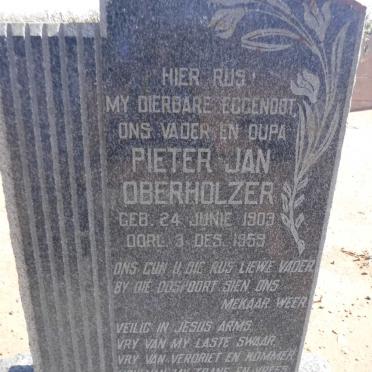 HIER RUS
MY DIERBARE EGGENOOT,
ONS VADER EN OUPA
PIETER JAN
OBERHOLZER
GEB. 24 JUNIE 1903
OORL. 3 DES. 1959
ONS GUN U DIE RUS LIEWE VADER.
BY DIE OOSPOORT SIEN ONS
MEKAAR WEER
VEILIG IN JESUS ARMS.
VRY VAN MY LASTE SWAAR.
VRY VAN VERDRIET EN KOMMER